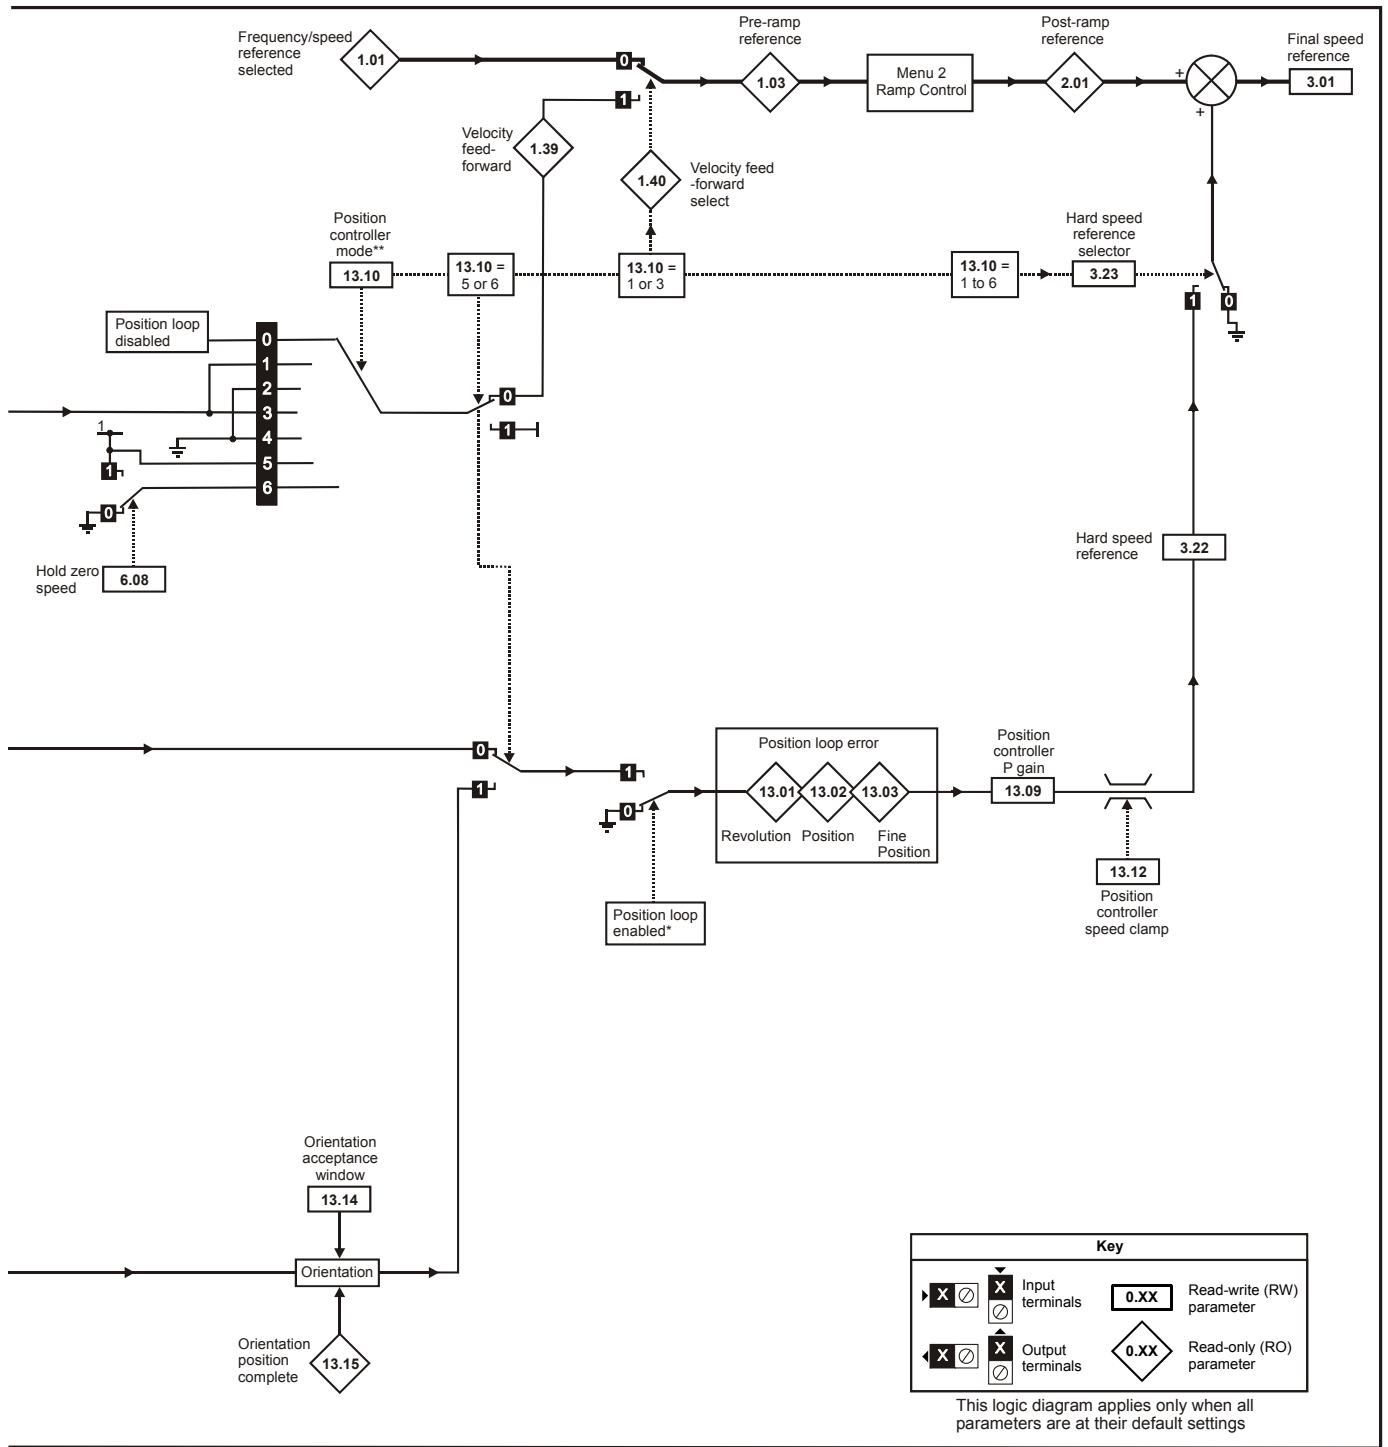 Frequency/speed
reference
selected
1.01
0
1
Pre-ramp
reference
1.03
Menu 2
Ramp Control
Post-ramp
reference
2.01
+
+
Final speed
reference
3.01
Velocity
feed-
forward
1.39
1.40
Velocity feed
-forward
select
Position
controller
mode**
13.10
13.10 =
5 or 6
13.10 =
1 or 3
13.10 =
1 to 6
Hard speed
reference
selector
3.23
1
0
Position loop
disabled
0
1
2
3
4
5
6
0
1
1
1
0
Hold zero
speed
6.08
Hard speed
reference
3.22
0
1
1
0
Position loop error
13.01
13.02
13.03
Revolution
Position
Fine
Position
Position
controller
P gain
13.09
13.12
Position
controller
speed clamp
Position loop
enabled*
Orientation
acceptance
window
13.14
Orientation
Orientation
position
complete
13.15
Key
X
X
Input
terminals
0.XX
Read-write (RW)
parameter
X
X
Output
terminals
0.XX
Read-only (RO)
parameter
This logic diagram applies only when all
parameters are at their default settings